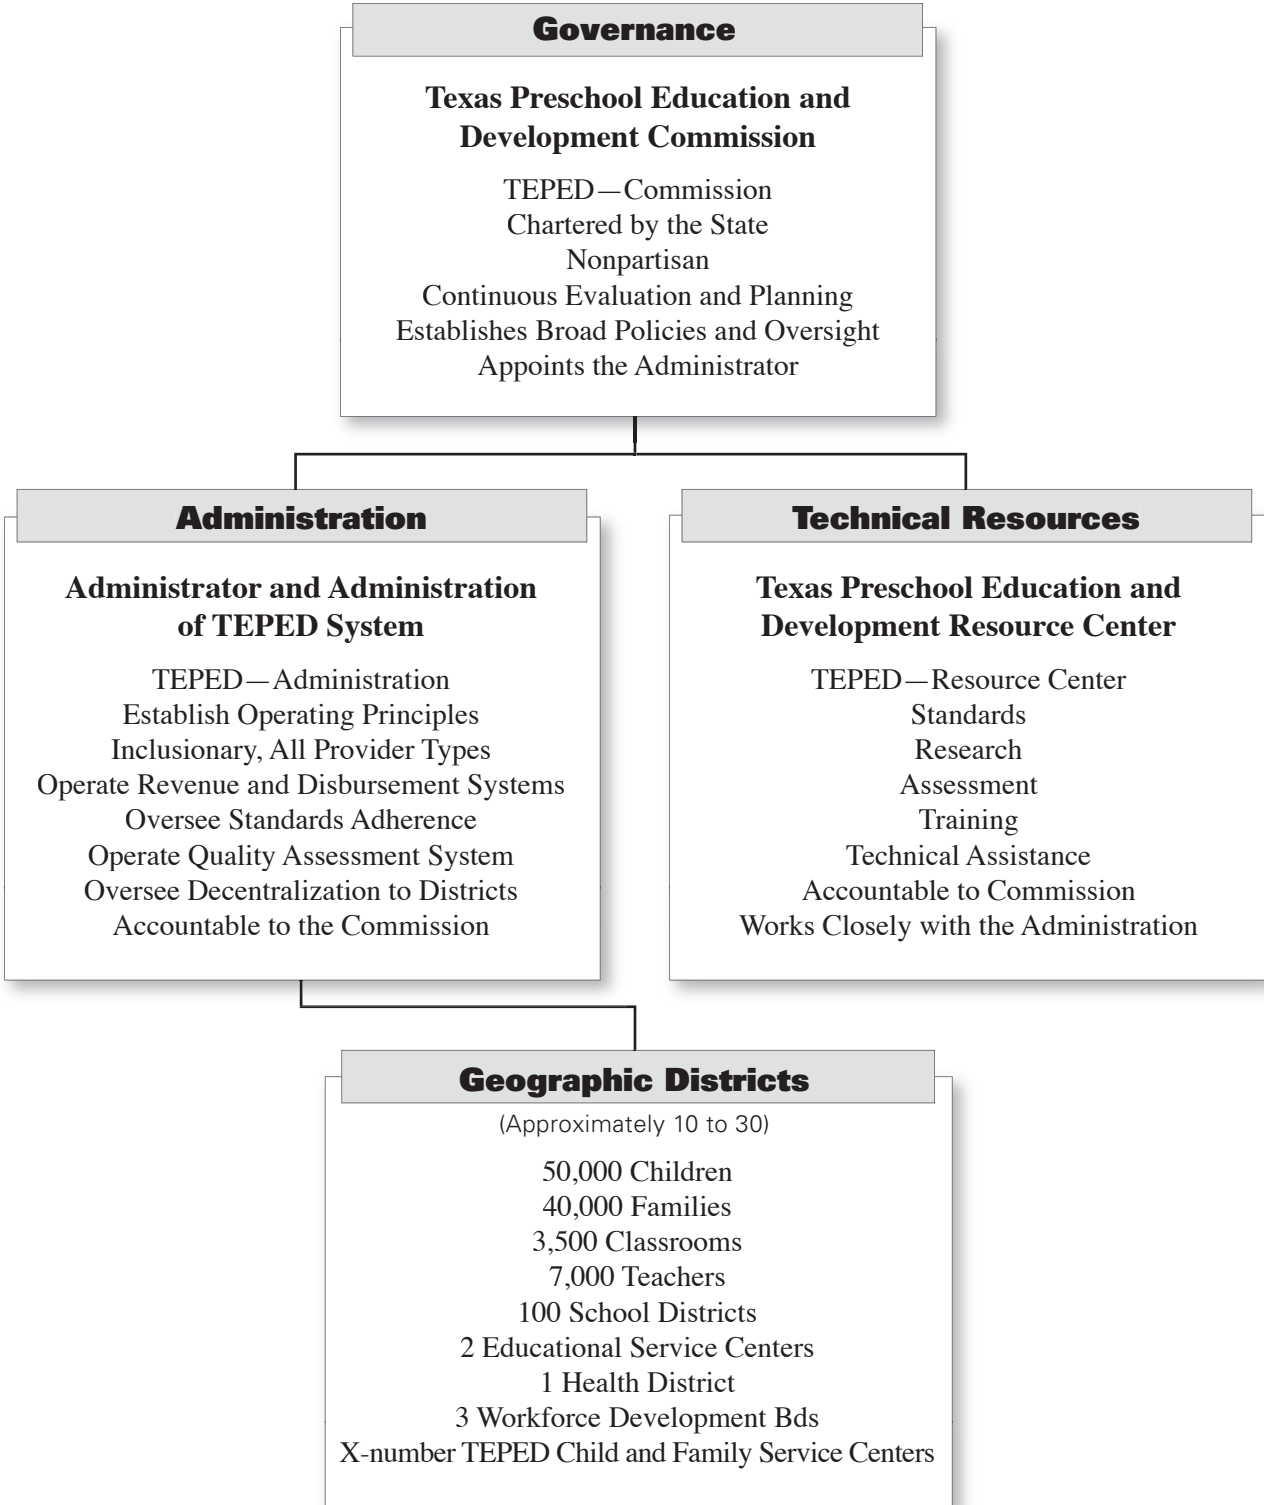 Governance
Texas Preschool Education and
Development Commission
TEPED—Commission
Chartered by the State
Nonpartisan
Continuous Evaluation and Planning
Establishes Broad Policies and Oversight
Appoints the Administrator
Administration
Administrator and Administration
of TEPED System
TEPED—Administration
Establish Operating Principles
Inclusionary, All Provider Types
Operate Revenue and Disbursement Systems
Oversee Standards Adherence
Operate Quality Assessment System
Oversee Decentralization to Districts
Accountable to the Commission
Technical Resources
Texas Preschool Education and
Development Resource Center
TEPED—Resource Center
Standards
Research
Assessment
Training
Technical Assistance
Accountable to Commission
Works Closely with the Administration
Geographic Districts
(Approximately 10 to 30)
50,000 Children
40,000 Families
3,500 Classrooms
7,000 Teachers
100 School Districts
2 Educational Service Centers
1 Health District
3 Workforce Development Bds
X-number TEPED Child and Family Service Centers